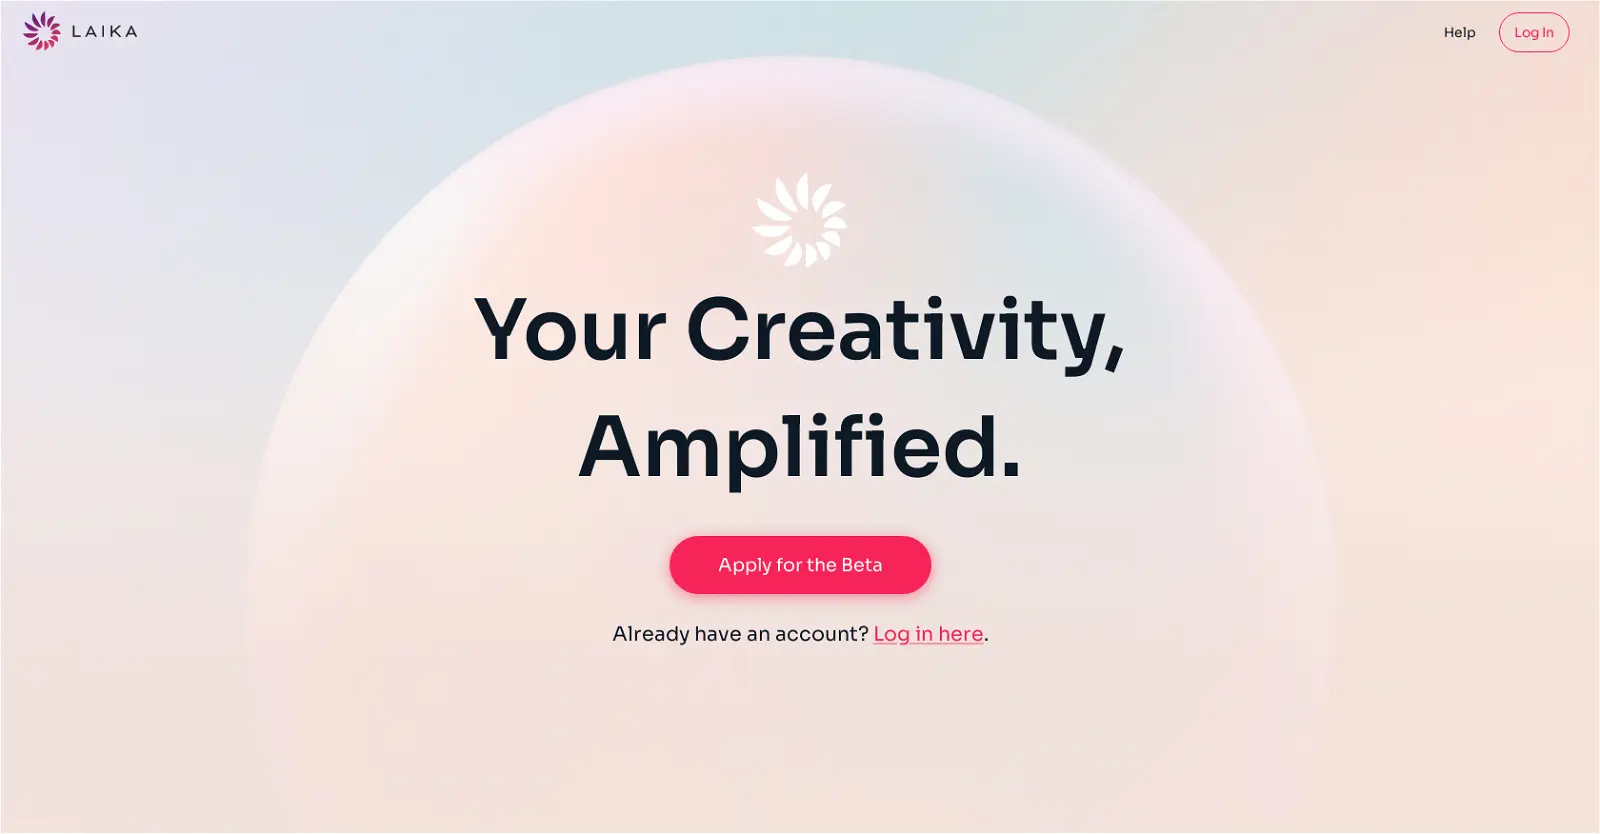 LAIKA
Help
Log In
Your Creativity,
Amplified.
Apply for the Beta
Already have an account? Log in here.